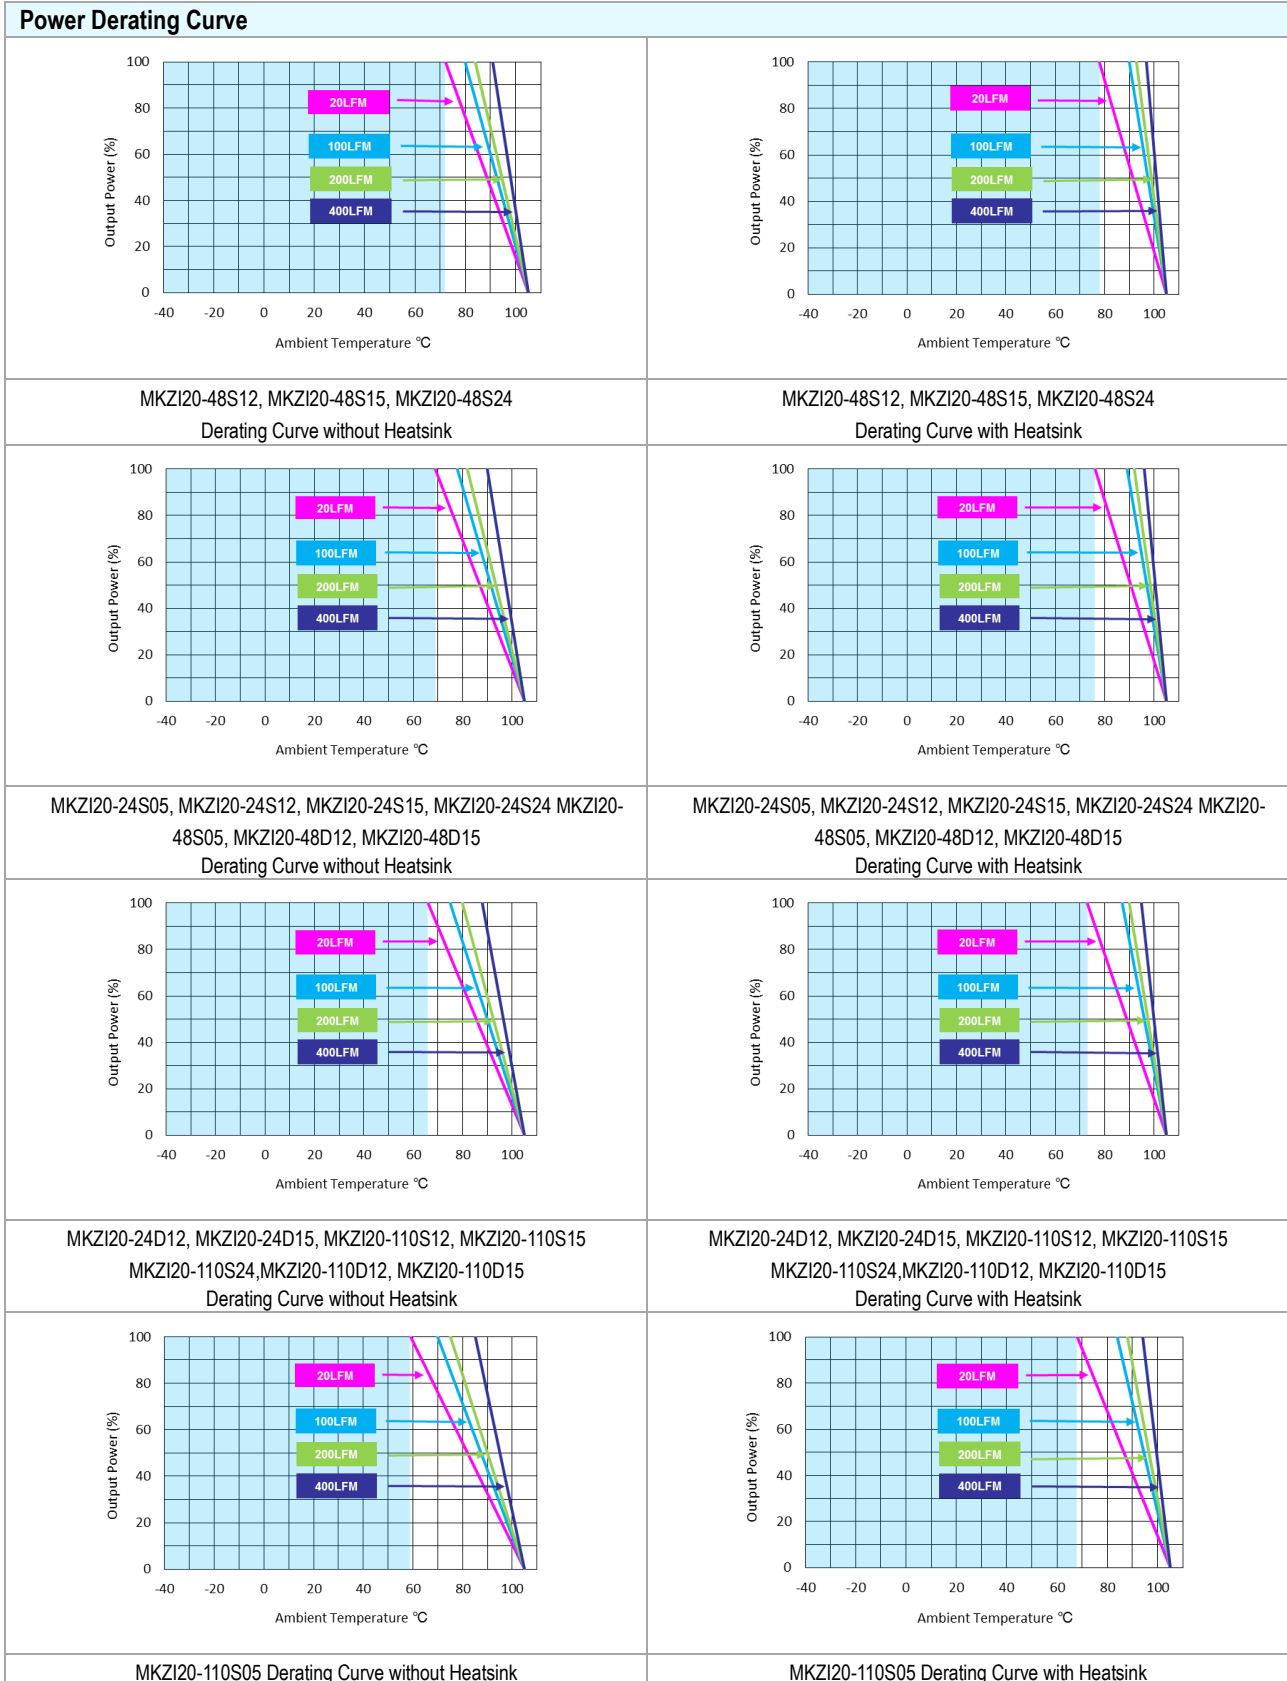 Power Derating Curve
100
80
60
40
20
0
Output Power (%)
20LFM
100LFM
200LFM
400LFM
-40 -20 0 20 40 60 80 100
Ambient Temperature °C
100
80
60
40
20
0
Output Power (%)
20LFM
100LFM
200LFM
400LFM
-40 -20 0 20 40 60 80 100
Ambient Temperature °C
MKZI20-48S12, MKZI20-48S15, MKZI20-48S24
Derating Curve without Heatsink
MKZI20-48S12, MKZI20-48S15, MKZI20-48S24
Derating Curve with Heatsink
100
80
60
40
20
0
Output Power (%)
20LFM
100LFM
200LFM
400LFM
-40 -20 0 20 40 60 80 100
Ambient Temperature °C
100
80
60
40
20
0
Output Power (%)
20LFM
100LFM
200LFM
400LFM
-40 -20 0 20 40 60 80 100
Ambient Temperature °C
MKZI20-24S05, MKZI20-24S12, MKZI20-24S15, MKZI20-24S24 MKZI20-
48S05, MKZI20-48D12, MKZI20-48D15
Derating Curve without Heatsink
MKZI20-24S05, MKZI20-24S12, MKZI20-24S15, MKZI20-24S24 MKZI20-
48S05, MKZI20-48D12, MKZI20-48D15
Derating Curve with Heatsink
100
80
60
40
20
0
Output Power (%)
20LFM
100LFM
200LFM
400LFM
-40 -20 0 20 40 60 80 100
Ambient Temperature °C
100
80
60
40
20
0
Output Power (%)
20LFM
100LFM
200LFM
400LFM
-40 -20 0 20 40 60 80 100
Ambient Temperature °C
MKZI20-24D12, MKZI20-24D15, MKZI20-110S12, MKZI20-110S15
MKZI20-110S24,MKZI20-110D12, MKZI20-110D15
Derating Curve without Heatsink
MKZI20-24D12, MKZI20-24D15, MKZI20-110S12, MKZI20-110S15
MKZI20-110S24,MKZI20-110D12, MKZI20-110D15
Derating Curve with Heatsink
100
80
60
40
20
0
Output Power (%)
20LFM
100LFM
200LFM
400LFM
-40 -20 0 20 40 60 80 100
Ambient Temperature °C
100
80
60
40
20
0
Output Power (%)
20LFM
100LFM
200LFM
400LFM
-40 -20 0 20 40 60 80 100
Ambient Temperature °C
MKZI20-110S05 Derating Curve without Heatsink
MKZI20-110S05 Derating Curve with Heatsink